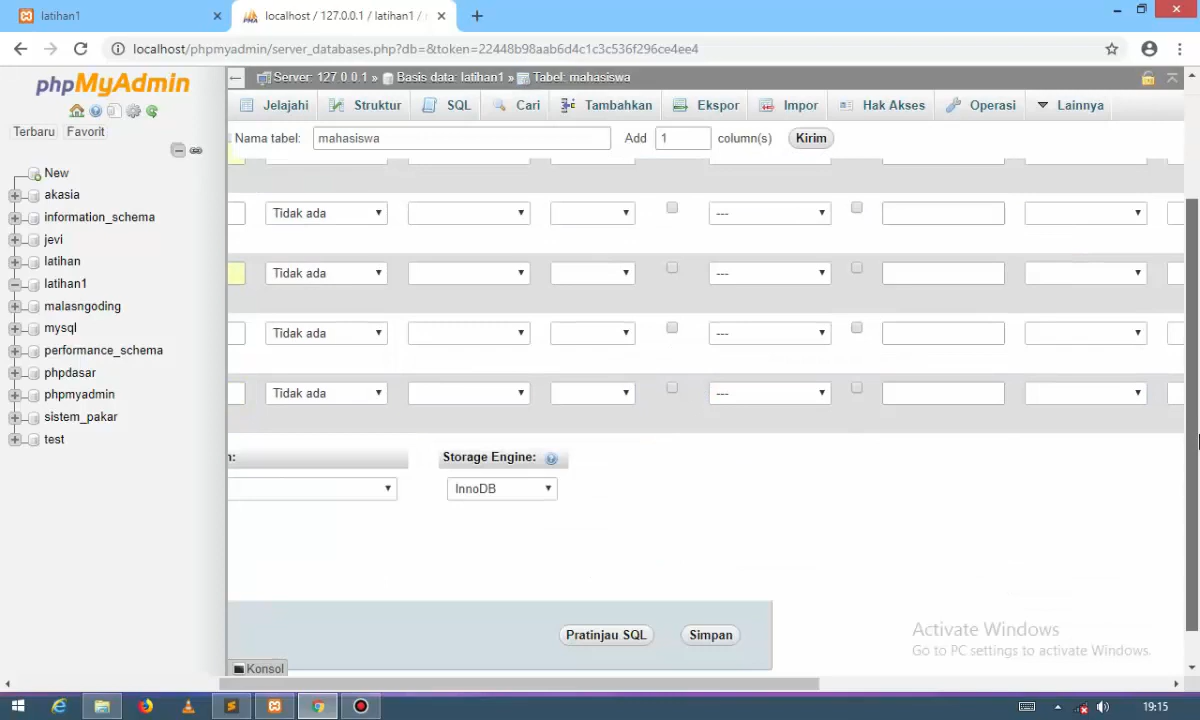 latihan1
localhost / 127.0.0.1 / latihan1 /
localhost/phpmyadmin/server_databases.php?db=&token=22448b98aab6d4c1c3c536f296ce4ee4
phpMyAdmin
Terbaru Favorit
New
akasia
information_schema
jevi
latihan
latihan1
malasngoding
mysql
performance_schema
phpdasar
phpmyadmin
sistem_pakar
test
Server: 127.0.0.1 » Basis data: latihan1 » Tabel: mahasiswa
Jelajahi Struktur SQL Cari Tambahkan Ekspor Impor Hak Akses Operasi Lainnya
Nama tabel: mahasiswa Add 1 column(s) Kirim
Tidak ada ---
Tidak ada ---
Tidak ada ---
Tidak ada ---
n: Storage Engine:
InnoDB
Pratinjau SQL Simpan
Konsol
Activate Windows
Go to PC settings to activate Windows.
19:15